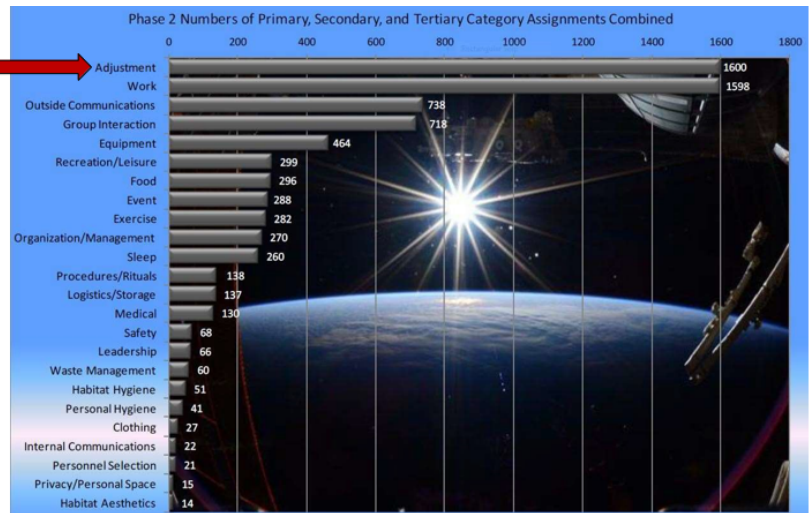 Phase 2 Numbers of Primary, Secondary, and Tertiary Category Assignments Combined
0 200 400 600 800 1000 1200 1400 1600 1800
Adjustment 1600
Work 1598
Outside Communications 738
Group Interaction 718
Equipment 464
Recreation/Leisure 299
Food 296
Event 288
Exercise 282
Organization/Management 270
Sleep 260
Procedures/Rituals 138
Logistics/Storage 137
Medical 130
Safety 68
Leadership 66
Waste Management 60
Habitat Hygiene 51
Personal Hygiene 41
Clothing 27
Internal Communications 22
Personnel Selection 21
Privacy/Personal Space 15
Habitat Aesthetics 14